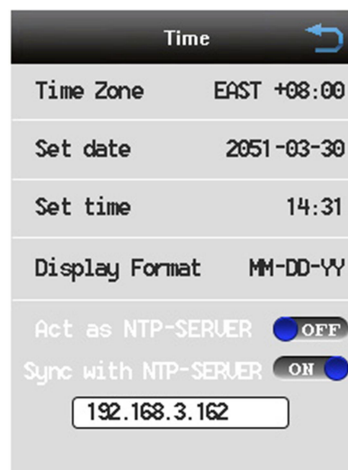 Time
Time Zone EAST +08:00
Set date 2051-03-30
Set time 14:31
Display Format MM-DD-YY
Act as NTP-SERVER OFF
Sync with NTP-SERVER ON
192.168.3.162